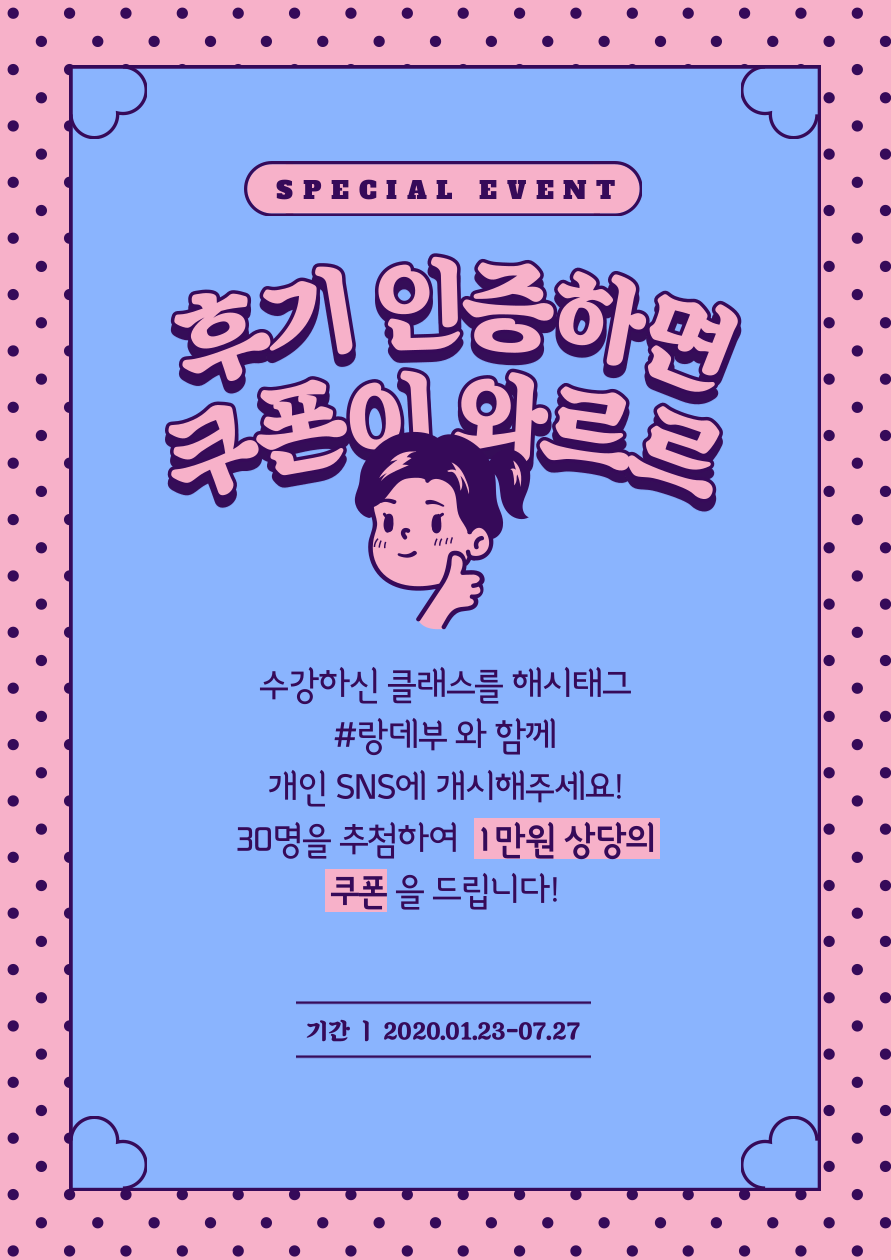 SPECIAL EVENT
후기 인증하면
쿠폰이 와르르
수강하신 클래스를 해시태그
#랑데부 와 함께
개인 SNS에 개시해주세요!
30명을 추첨하여 1만원 상당의
쿠폰 을 드립니다!
기간 | 2020.01.23-07.27